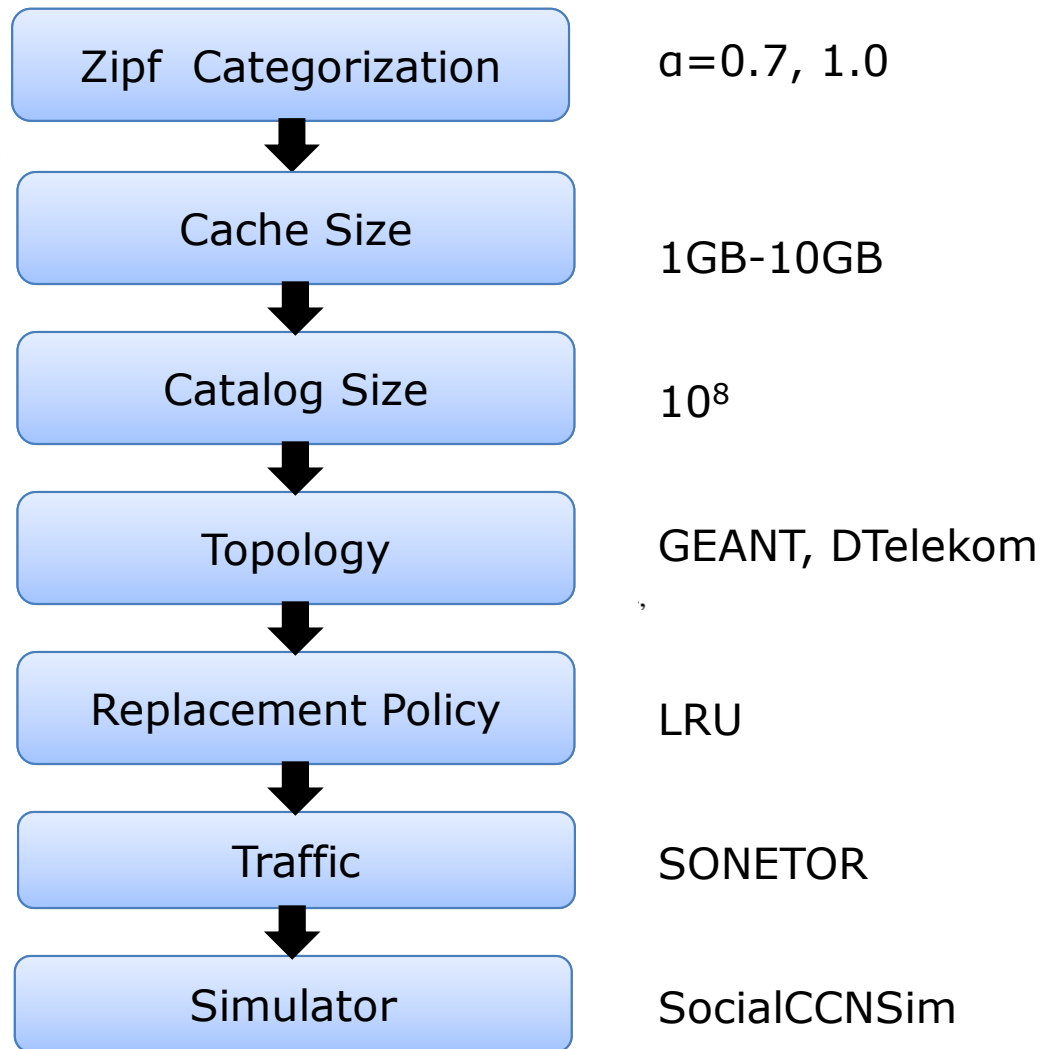 Zipf Categorization
α=0.7, 1.0
Cache Size
1GB-10GB
Catalog Size
10⁸
Topology
GEANT, DTelekom
,
Replacement Policy
LRU
Traffic
SONETOR
Simulator
SocialCCNSim